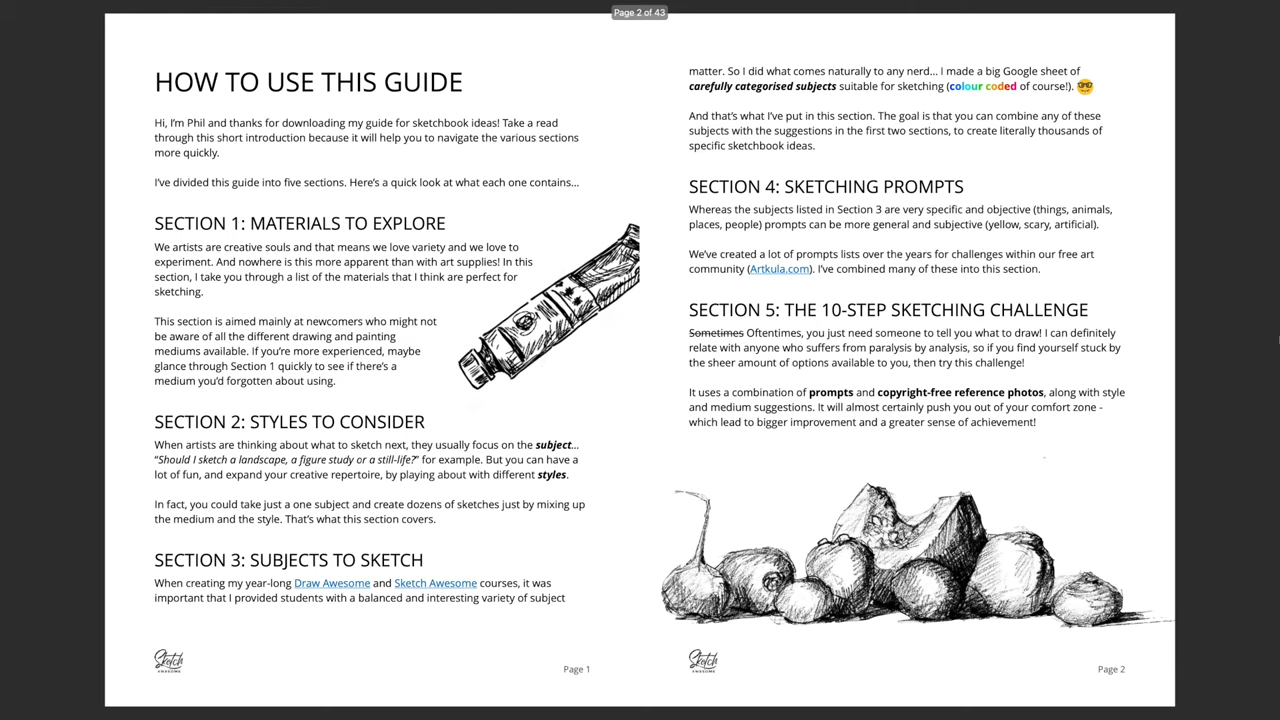 Page 2 of 43
HOW TO USE THIS GUIDE
Hi, I'm Phil and thanks for downloading my guide for sketchbook ideas! Take a read
through this short introduction because it will help you to navigate the various sections
more quickly.
I've divided this guide into five sections. Here's a quick look at what each one contains...
SECTION 1: MATERIALS TO EXPLORE
We artists are creative souls and that means we love variety and we love to
experiment. And nowhere is this more apparent than with art supplies! In this
section, I take you through a list of the materials that I think are perfect for
sketching.
This section is aimed mainly at newcomers who might not
be aware of all the different drawing and painting
mediums available. If you're more experienced, maybe
glance through Section 1 quickly to see if there's a
medium you'd forgotten about using.
SECTION 2: STYLES TO CONSIDER
When artists are thinking about what to sketch next, they usually focus on the subject...
"Should I sketch a landscape, a figure study or a still-life?" for example. But you can have a
lot of fun, and expand your creative repertoire, by playing about with different styles.
In fact, you could take just a one subject and create dozens of sketches just by mixing up
the medium and the style. That's what this section covers.
SECTION 3: SUBJECTS TO SKETCH
When creating my year-long Draw Awesome and Sketch Awesome courses, it was
important that I provided students with a balanced and interesting variety of subject
Sketch
AWESOME
Page 1
matter. So I did what comes naturally to any nerd... I made a big Google sheet of
carefully categorised subjects suitable for sketching (colour coded of course!). 🤓
And that's what I've put in this section. The goal is that you can combine any of these
subjects with the suggestions in the first two sections, to create literally thousands of
specific sketchbook ideas.
SECTION 4: SKETCHING PROMPTS
Whereas the subjects listed in Section 3 are very specific and objective (things, animals,
places, people) prompts can be more general and subjective (yellow, scary, artificial).
We've created a lot of prompts lists over the years for challenges within our free art
community (Artkula.com). I've combined many of these into this section.
SECTION 5: THE 10-STEP SKETCHING CHALLENGE
Sometimes Oftentimes, you just need someone to tell you what to draw! I can definitely
relate with anyone who suffers from paralysis by analysis, so if you find yourself stuck by
the sheer amount of options available to you, then try this challenge!
It uses a combination of prompts and copyright-free reference photos, along with style
and medium suggestions. It will almost certainly push you out of your comfort zone -
which lead to bigger improvement and a greater sense of achievement!
Sketch
AWESOME
Page 2